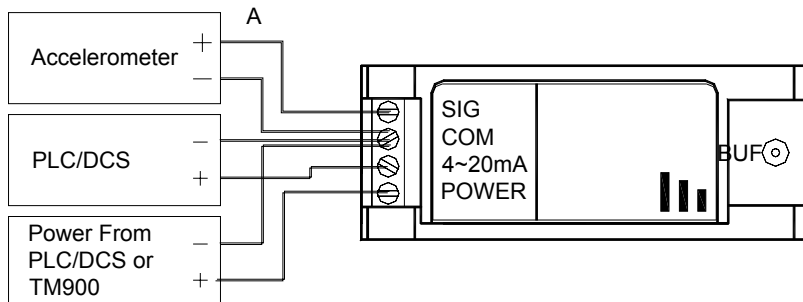 A
Accelerometer
+
−
PLC/DCS
−
+
Power From
PLC/DCS or
TM900
−
+
SIG
COM
4~20mA
POWER
BUF